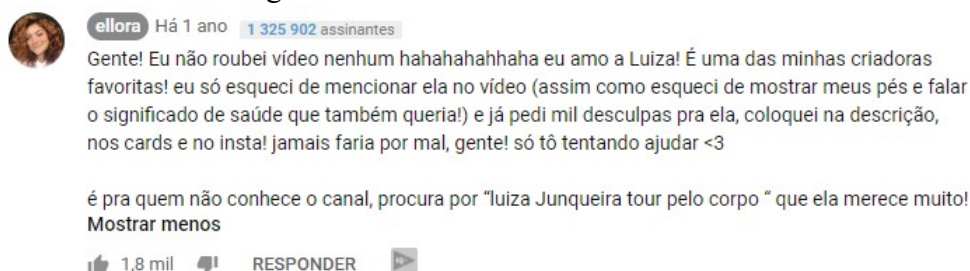 ellora Há 1 ano 1 325 902 assinantes
Gente! Eu não roubei vídeo nenhum hahahahahhaha eu amo a Luiza! É uma das minhas criadoras
favoritas! eu só esqueci de mencionar ela no vídeo (assim como esqueci de mostrar meus pés e falar
o significado de saúde que também queria!) e já pedi mil desculpas pra ela, coloquei na descrição,
nos cards e no insta! jamais faria por mal, gente! só tô tentando ajudar <3
é pra quem não conhece o canal, procura por “luiza Junqueira tour pelo corpo “ que ela merece muito!
Mostrar menos
1,8 mil RESPONDER